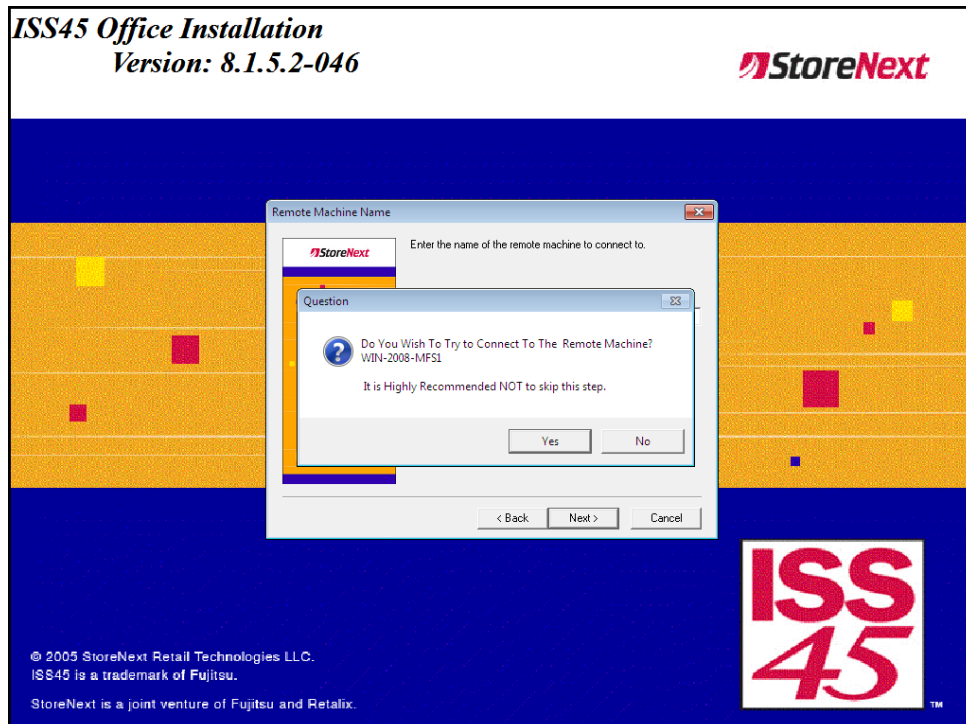 ISS45 Office Installation
Version: 8.1.5.2-046
StoreNext
Remote Machine Name
StoreNext
Enter the name of the remote machine to connect to.
Question
Do You Wish To Try to Connect To The  Remote Machine?
WIN-2008-MFS1
It is Highly Recommended NOT to skip this step.
Yes
No
< Back
Next >
Cancel
ISS
45
TM
© 2005 StoreNext Retail Technologies LLC.
ISS45 is a trademark of Fujitsu.
StoreNext is a joint venture of Fujitsu and Retalix.